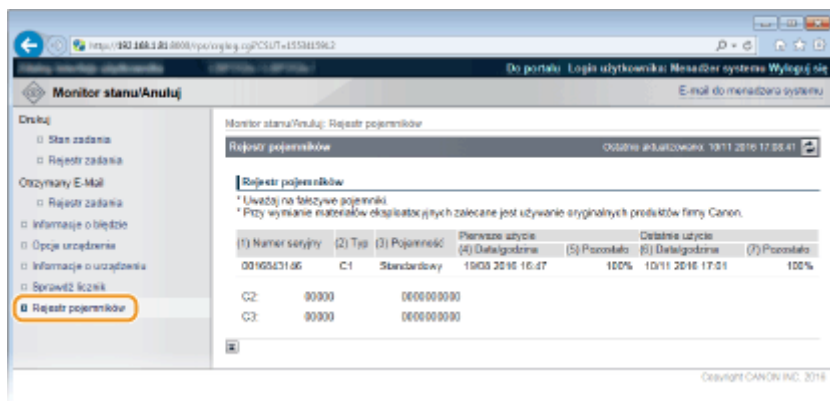 Do portalu Login użytkownika: Menedżer systemu Wyloguj się
Monitor stanu/Anuluj
E-mail do menadżera systemu
Drukuj
Stan zadania
Rejestr zadania
Otrzymany E-Mail
Rejestr zadania
Informacje o błędzie
Opcje urządzenia
Informacje o urządzeniu
Sprawdź licznik
Rejestr pojemników
Monitor stanu/Anuluj: Rejestr pojemników
Rejestr pojemników
Ostatnio aktualizowano: 10/11 2016 17:08:41
Rejestr pojemników
* Uważaj na fałszywe pojemniki.
* Przy wymianie materiałów eksploatacyjnych zalecane jest używanie oryginalnych produktów firmy Canon.
Pierwsze użycie Ostatnie użycie
(1) Numer seryjny (2) Typ (3) Pojemność (4) Data/godzina (5) Pozostało (6) Data/godzina (7) Pozostało
0016843146 C1 Standardowy 19/08 2016 16:47 100% 10/11 2016 17:01 100%
C2: 00000 0000000000
C3: 00000 0000000000
Copyright CANON INC. 2016